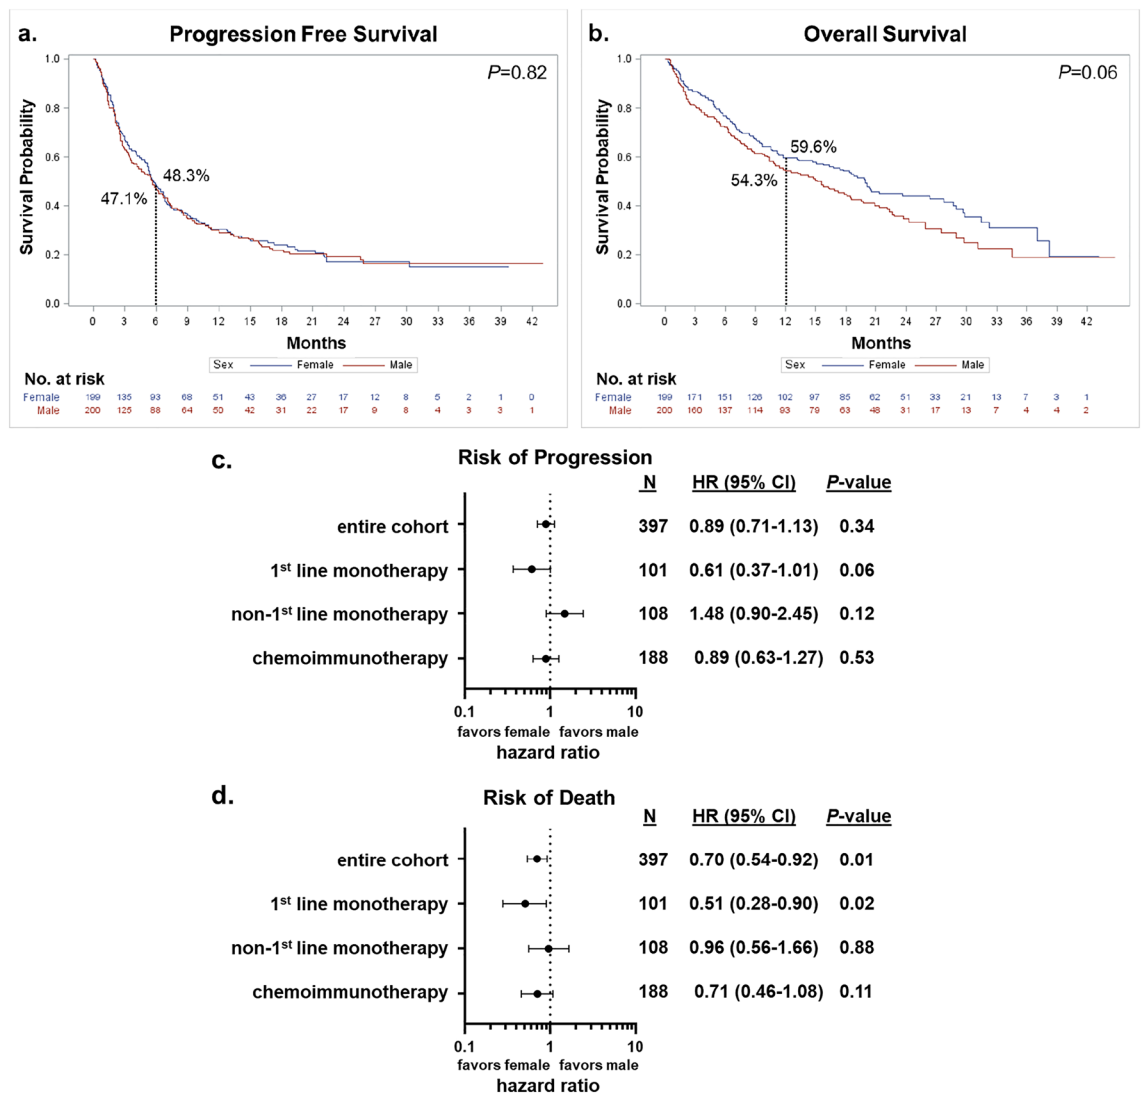 a. Progression Free Survival
P=0.82
Survival Probability
1.0
0.8
0.6
0.4
0.2
0.0
48.3%
47.1%
0 3 6 9 12 15 18 21 24 27 30 33 36 39 42
Months
Sex Female Male
No. at risk
Female 199 135 93 68 51 43 36 27 17 12 8 5 2 1 0
Male 200 125 88 64 50 42 31 22 17 9 8 4 3 3 1
b. Overall Survival
P=0.06
Survival Probability
1.0
0.8
0.6
0.4
0.2
0.0
59.6%
54.3%
0 3 6 9 12 15 18 21 24 27 30 33 36 39 42
Months
Sex Female Male
No. at risk
Female 199 171 151 126 102 97 85 62 51 33 21 13 7 3 1
Male 200 160 137 114 93 79 63 48 31 17 13 7 4 4 2
c. Risk of Progression
N HR (95% CI) P-value
entire cohort 397 0.89 (0.71-1.13) 0.34
1st line monotherapy 101 0.61 (0.37-1.01) 0.06
non-1st line monotherapy 108 1.48 (0.90-2.45) 0.12
chemoimmunotherapy 188 0.89 (0.63-1.27) 0.53
0.1 1 10
favors female favors male
hazard ratio
d. Risk of Death
N HR (95% CI) P-value
entire cohort 397 0.70 (0.54-0.92) 0.01
1st line monotherapy 101 0.51 (0.28-0.90) 0.02
non-1st line monotherapy 108 0.96 (0.56-1.66) 0.88
chemoimmunotherapy 188 0.71 (0.46-1.08) 0.11
0.1 1 10
favors female favors male
hazard ratio